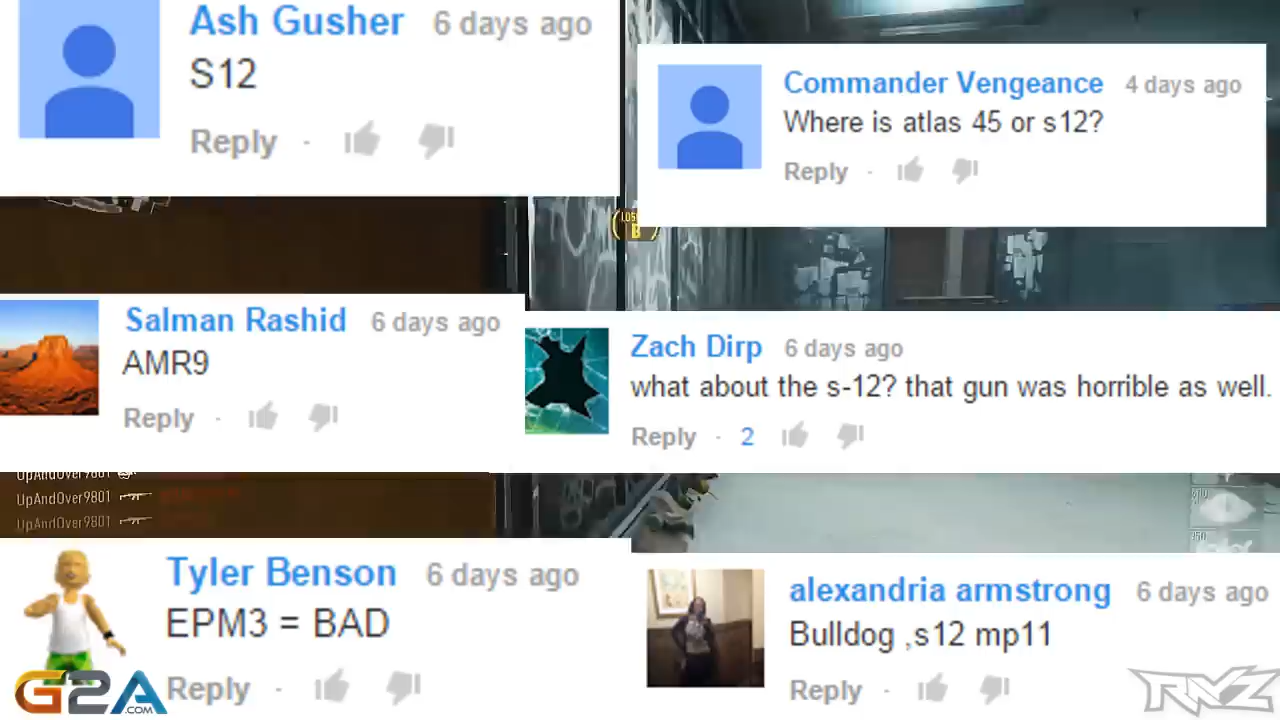 Ash Gusher 6 days ago
S12
Reply ·
Commander Vengeance 4 days ago
Where is atlas 45 or s12?
Reply ·
B
Salman Rashid 6 days ago
AMR9
Reply ·
Zach Dirp 6 days ago
what about the s-12? that gun was horrible as well.
Reply · 2
UpAndOver9801
UpAndOver9801
UpAndOver9801
Tyler Benson 6 days ago
EPM3 = BAD
Reply ·
alexandria armstrong 6 days ago
Bulldog ,s12 mp11
Reply ·
G2A
.COM